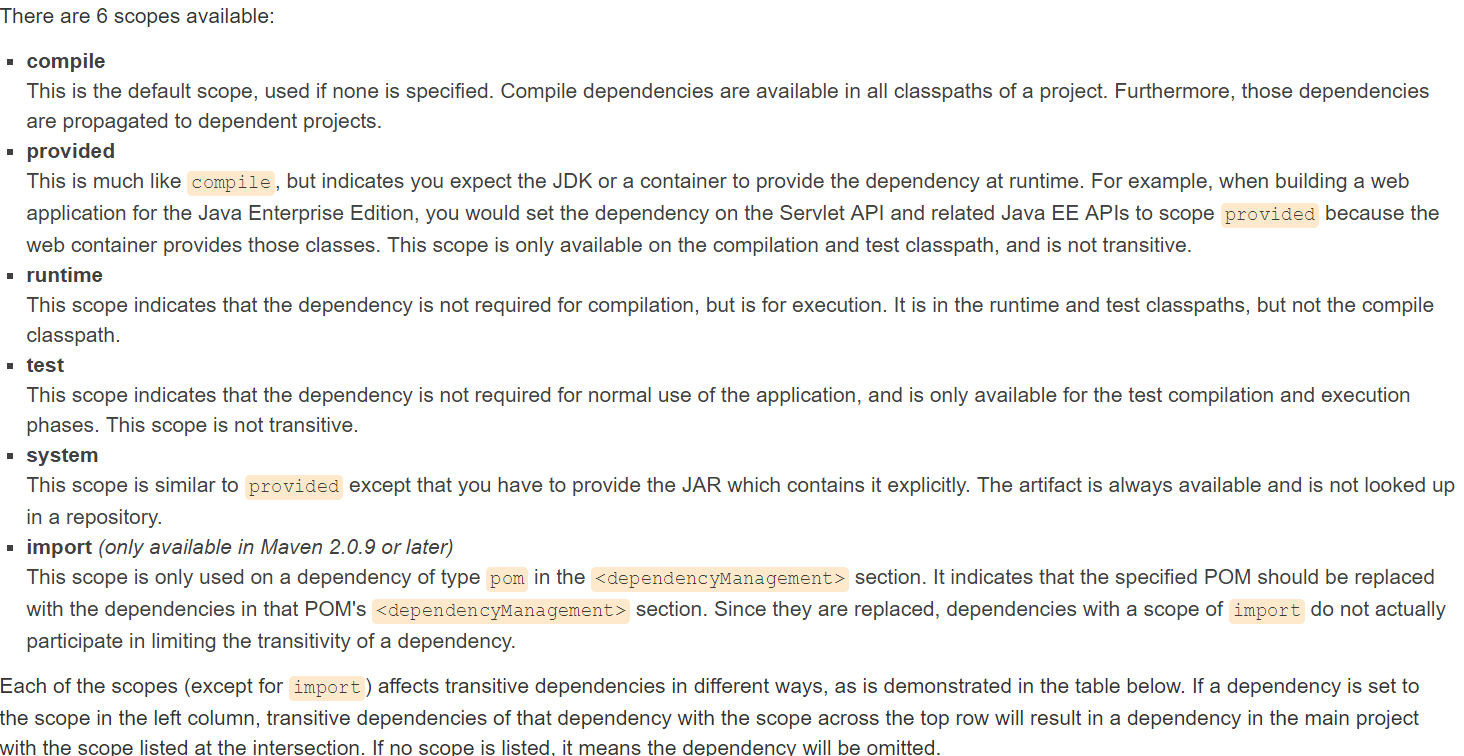 There are 6 scopes available:
compile
This is the default scope, used if none is specified. Compile dependencies are available in all classpaths of a project. Furthermore, those dependencies
are propagated to dependent projects.
provided
This is much like compile, but indicates you expect the JDK or a container to provide the dependency at runtime. For example, when building a web
application for the Java Enterprise Edition, you would set the dependency on the Servlet API and related Java EE APIs to scope provided because the
web container provides those classes. This scope is only available on the compilation and test classpath, and is not transitive.
runtime
This scope indicates that the dependency is not required for compilation, but is for execution. It is in the runtime and test classpaths, but not the compile
classpath.
test
This scope indicates that the dependency is not required for normal use of the application, and is only available for the test compilation and execution
phases. This scope is not transitive.
system
This scope is similar to provided except that you have to provide the JAR which contains it explicitly. The artifact is always available and is not looked up
in a repository.
import (only available in Maven 2.0.9 or later)
This scope is only used on a dependency of type pom in the <dependencyManagement> section. It indicates that the specified POM should be replaced
with the dependencies in that POM's <dependencyManagement> section. Since they are replaced, dependencies with a scope of import do not actually
participate in limiting the transitivity of a dependency.
Each of the scopes (except for import) affects transitive dependencies in different ways, as is demonstrated in the table below. If a dependency is set to
the scope in the left column, transitive dependencies of that dependency with the scope across the top row will result in a dependency in the main project
with the scope listed at the intersection. If no scope is listed, it means the dependency will be omitted.